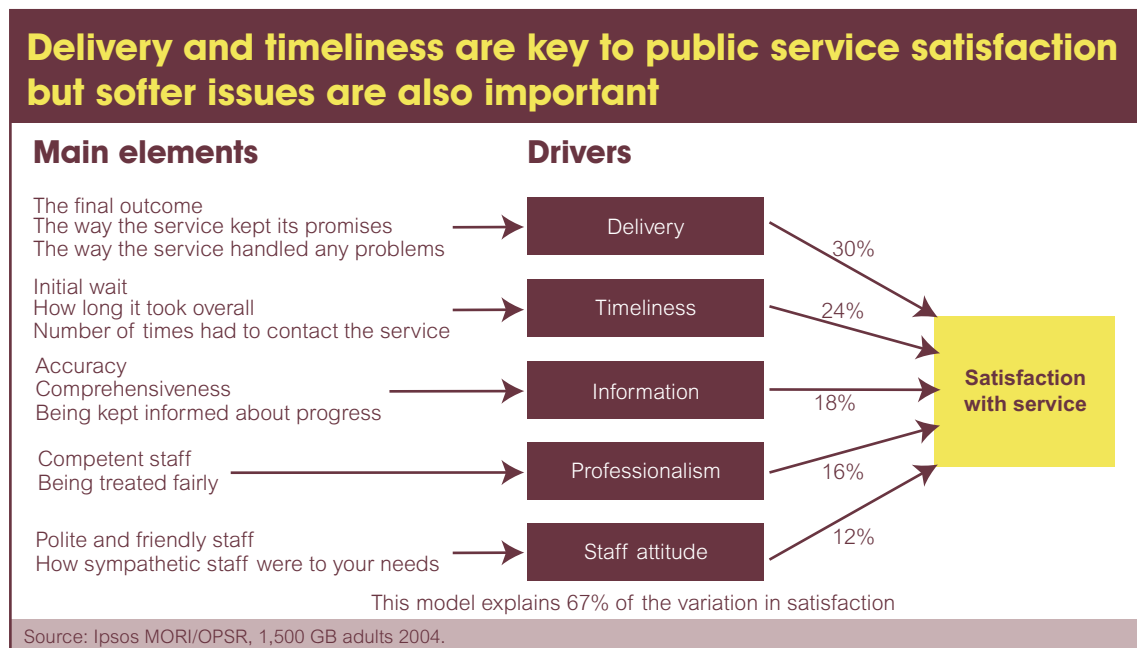 Delivery and timeliness are key to public service satisfaction
but softer issues are also important
Main elements
Drivers
The final outcome
The way the service kept its promises
The way the service handled any problems
Delivery
30%
Initial wait
How long it took overall
Number of times had to contact the service
Timeliness
24%
Accuracy
Comprehensiveness
Being kept informed about progress
Information
18%
Competent staff
Being treated fairly
Professionalism
16%
Polite and friendly staff
How sympathetic staff were to your needs
Staff attitude
12%
Satisfaction
with service
This model explains 67% of the variation in satisfaction
Source: Ipsos MORI/OPSR, 1,500 GB adults 2004.